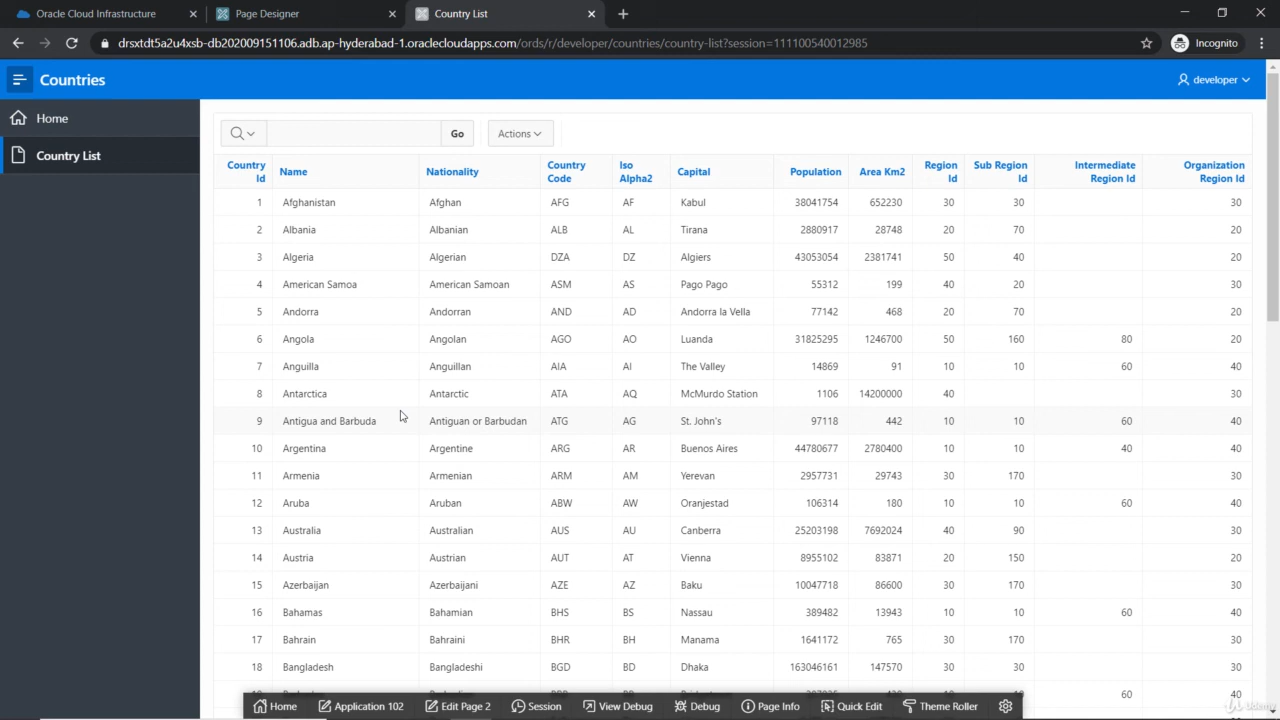 Oracle Cloud Infrastructure Page Designer Country List
drsxtdt5a2u4xsb-db202009151106.adb.ap-hyderabad-1.oraclecloudapps.com/ords/r/developer/countries/country-list?session=111100540012985 Incognito
Countries developer
Home
Country List
Go Actions
Country Id Name Nationality Country Code Iso Alpha2 Capital Population Area Km2 Region Id Sub Region Id Intermediate Region Id Organization Region Id
1 Afghanistan Afghan AFG AF Kabul 38041754 652230 30 30 30
2 Albania Albanian ALB AL Tirana 2880917 28748 20 70 20
3 Algeria Algerian DZA DZ Algiers 43053054 2381741 50 40 20
4 American Samoa American Samoan ASM AS Pago Pago 55312 199 40 20 30
5 Andorra Andorran AND AD Andorra la Vella 77142 468 20 70 20
6 Angola Angolan AGO AO Luanda 31825295 1246700 50 160 80 20
7 Anguilla Anguillan AIA AI The Valley 14869 91 10 10 60 40
8 Antarctica Antarctic ATA AQ McMurdo Station 1106 14200000 40 30
9 Antigua and Barbuda Antiguan or Barbudan ATG AG St. John's 97118 442 10 10 60 40
10 Argentina Argentine ARG AR Buenos Aires 44780677 2780400 10 10 40 40
11 Armenia Armenian ARM AM Yerevan 2957731 29743 30 170 30
12 Aruba Aruban ABW AW Oranjestad 106314 180 10 10 60 40
13 Australia Australian AUS AU Canberra 25203198 7692024 40 90 30
14 Austria Austrian AUT AT Vienna 8955102 83871 20 150 20
15 Azerbaijan Azerbaijani AZE AZ Baku 10047718 86600 30 170 30
16 Bahamas Bahamian BHS BS Nassau 389482 13943 10 10 60 40
17 Bahrain Bahraini BHR BH Manama 1641172 765 30 170 30
18 Bangladesh Bangladeshi BGD BD Dhaka 163046161 147570 30 30 30
60 40
Home Application 102 Edit Page 2 Session View Debug Debug Page Info Quick Edit Theme Roller
Udemy